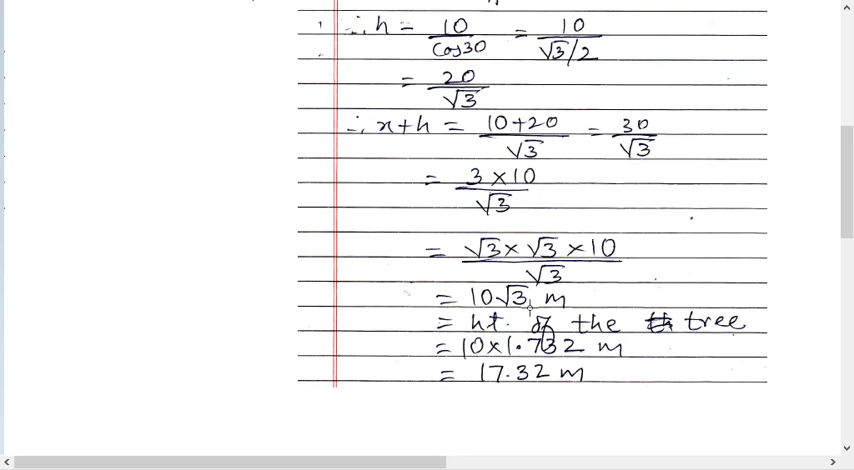 ∴ h = 10/Cos30 = 10/√3/2
= 20/√3
∴ x+h = 10+20/√3 = 30/√3
= 3×10/√3
= √3×√3×10/√3
= 10√3 m
= ht. of the tree
= 10×1.732 m
= 17.32 m